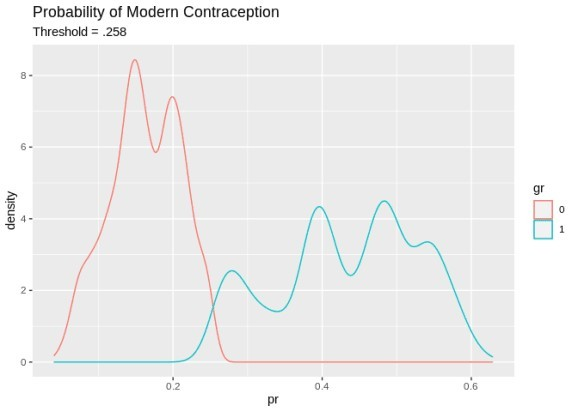 Probability of Modern Contraception
Threshold = .258
8
6
4
2
0
density
0.2
0.4
0.6
pr
gr
0
1